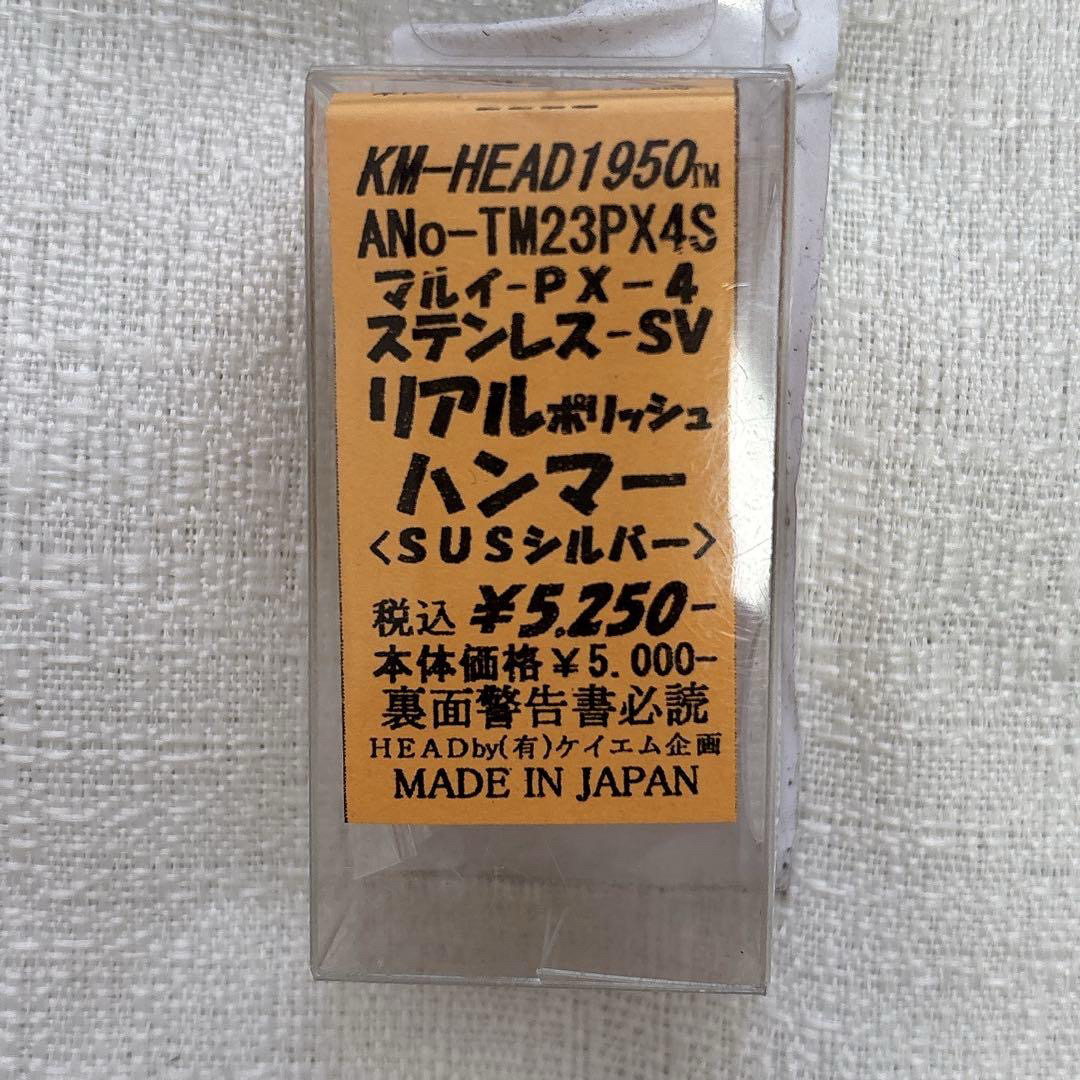 KM-HEAD1950TM
ANo-TM23PX4S
マルイ-PX-4
ステンレス-SV
リアルポリッシュ
ハンマー
<SUSシルバー>
税込 ¥5.250-
本体価格¥5.000-
裏面警告書必読
HEADby(有)ケイエム企画
MADE IN JAPAN